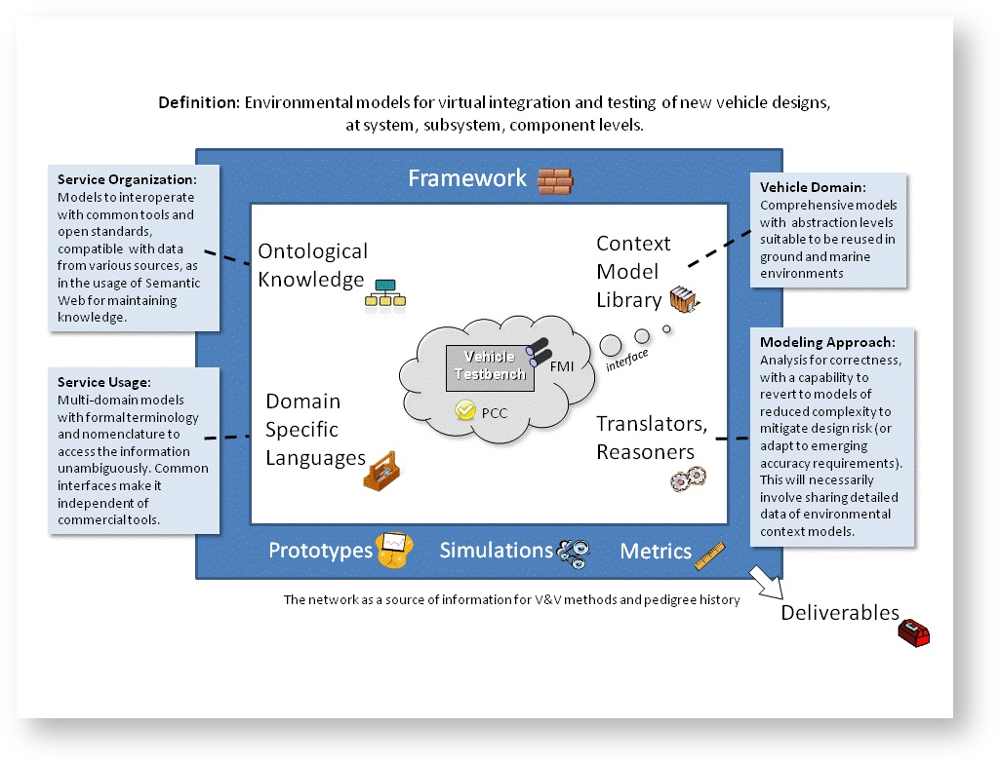 Definition: Environmental models for virtual integration and testing of new vehicle designs,
at system, subsystem, component levels.
Framework
Service Organization:
Models to interoperate
with common tools and
open standards,
compatible with data
from various sources, as
in the usage of Semantic
Web for maintaining
knowledge.
Ontological
Knowledge
Context
Model
Library
Vehicle Domain:
Comprehensive models
with abstraction levels
suitable to be reused in
ground and marine
environments
Vehicle
Testbench
FMI
PCC
interface
Service Usage:
Multi-domain models
with formal terminology
and nomenclature to
access the information
unambiguously. Common
interfaces make it
independent of
commercial tools.
Domain
Specific
Languages
Translators,
Reasoners
Modeling Approach:
Analysis for correctness,
with a capability to
revert to models of
reduced complexity to
mitigate design risk (or
adapt to emerging
accuracy requirements).
This will necessarily
involve sharing detailed
data of environmental
context models.
Prototypes
Simulations
Metrics
The network as a source of information for V&V methods and pedigree history
Deliverables